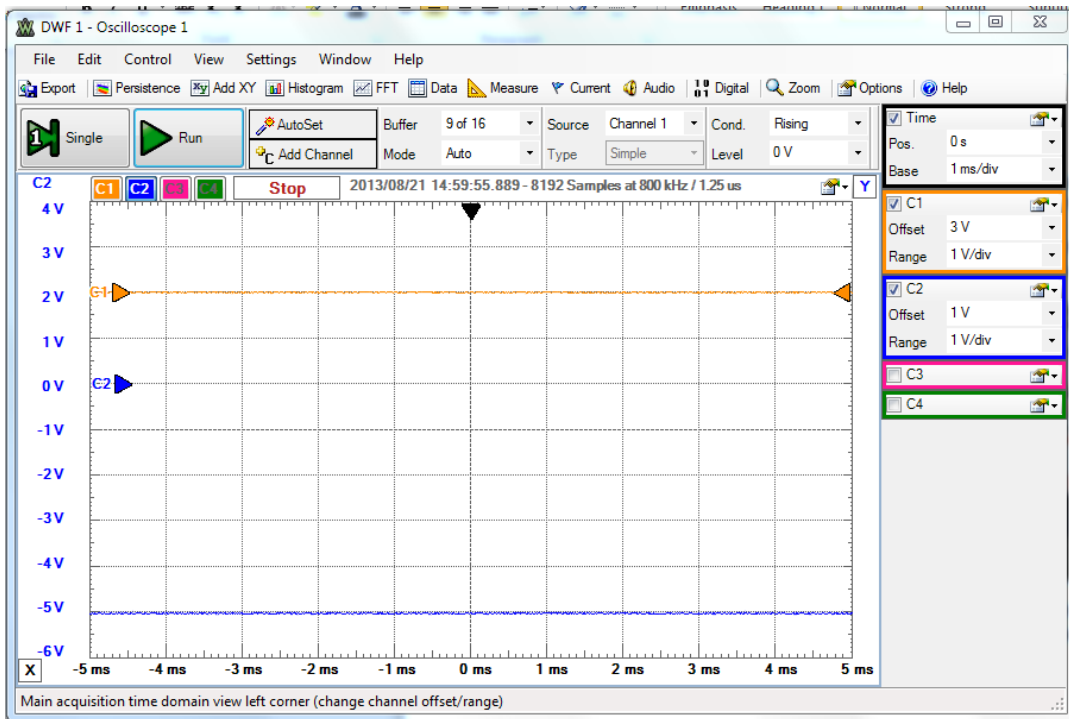 DWF 1 - Oscilloscope 1
File Edit Control View Settings Window Help
Export Persistence Add XY Histogram FFT Data Measure Current Audio Digital Zoom Options Help
Single Run AutoSet Buffer 9 of 16 Source Channel 1 Cond. Rising
Add Channel Mode Auto Type Simple Level 0 V
Time
Pos. 0 s
Base 1 ms/div
C2 C1 C2 C3 C4 Stop 2013/08/21 14:59:55.889 - 8192 Samples at 800 kHz / 1.25 us Y
C1
Offset 3 V
Range 1 V/div
C2
Offset 1 V
Range 1 V/div
C3
C4
4 V
3 V
2 V
C1
1 V
0 V
C2
-1 V
-2 V
-3 V
-4 V
-5 V
-6 V
X -5 ms -4 ms -3 ms -2 ms -1 ms 0 ms 1 ms 2 ms 3 ms 4 ms 5 ms
Main acquisition time domain view left corner (change channel offset/range)